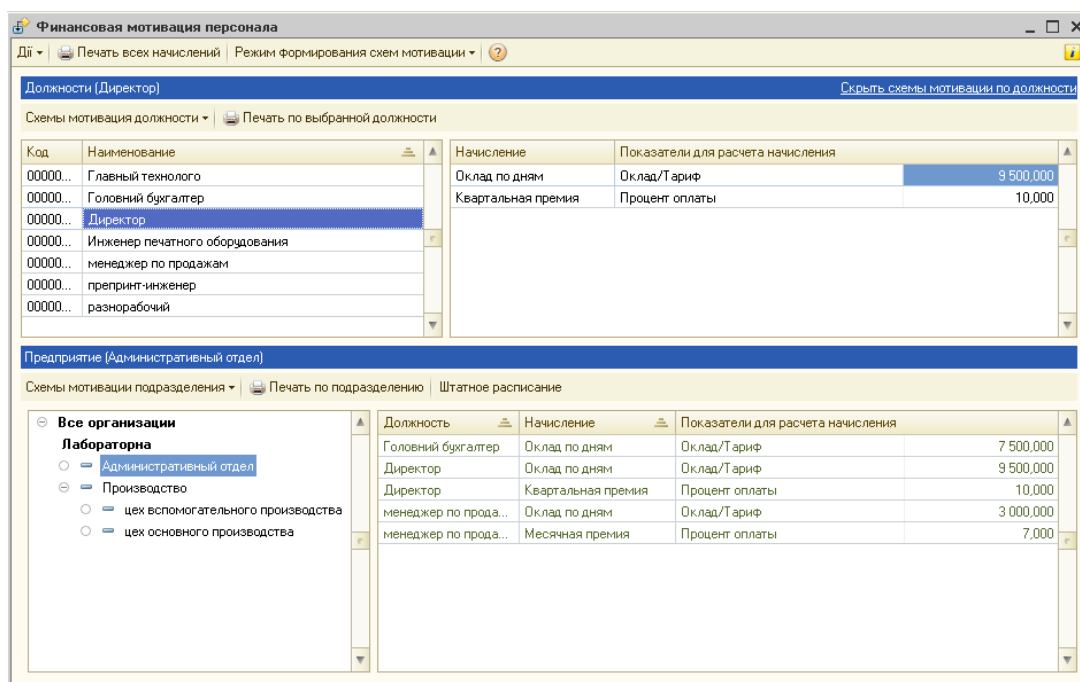 Финансовая мотивация персонала
Дії Печать всех начислений Режим формирования схем мотивации
Должности (Директор) Скрыть схемы мотивации по должности
Схемы мотивация должности Печать по выбранной должности
Код Наименование Начисление Показатели для расчета начисления
00000... Главный технолого Оклад по дням Оклад/Тариф 9 500,000
00000... Головний бухгалтер Квартальная премия Процент оплаты 10,000
00000... Директор
00000... Инженер печатного оборудования
00000... менеджер по продажам
00000... препринт-инженер
00000... разнорабочий
Предприятие (Административный отдел)
Схемы мотивации подразделения Печать по подразделению Штатное расписание
Все организации Должность Начисление Показатели для расчета начисления
Лабораторна Головний бухгалтер Оклад по дням Оклад/Тариф 7 500,000
Административный отдел Директор Оклад по дням Оклад/Тариф 9 500,000
Производство Директор Квартальная премия Процент оплаты 10,000
цех вспомогательного производства менеджер по прода... Оклад по дням Оклад/Тариф 3 000,000
цех основного производства менеджер по прода... Месячная премия Процент оплаты 7,000